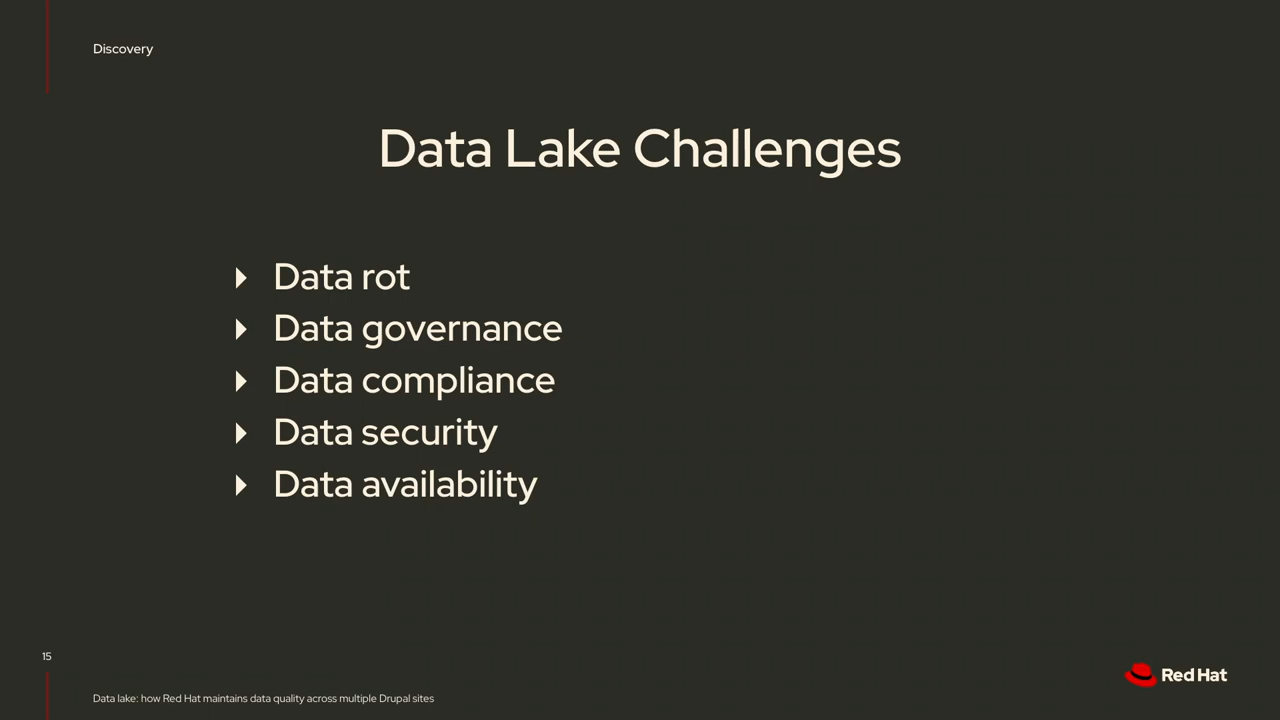 Discovery
Data Lake Challenges
Data rot
Data governance
Data compliance
Data security
Data availability
15
Red Hat
Data lake: how Red Hat maintains data quality across multiple Drupal sites